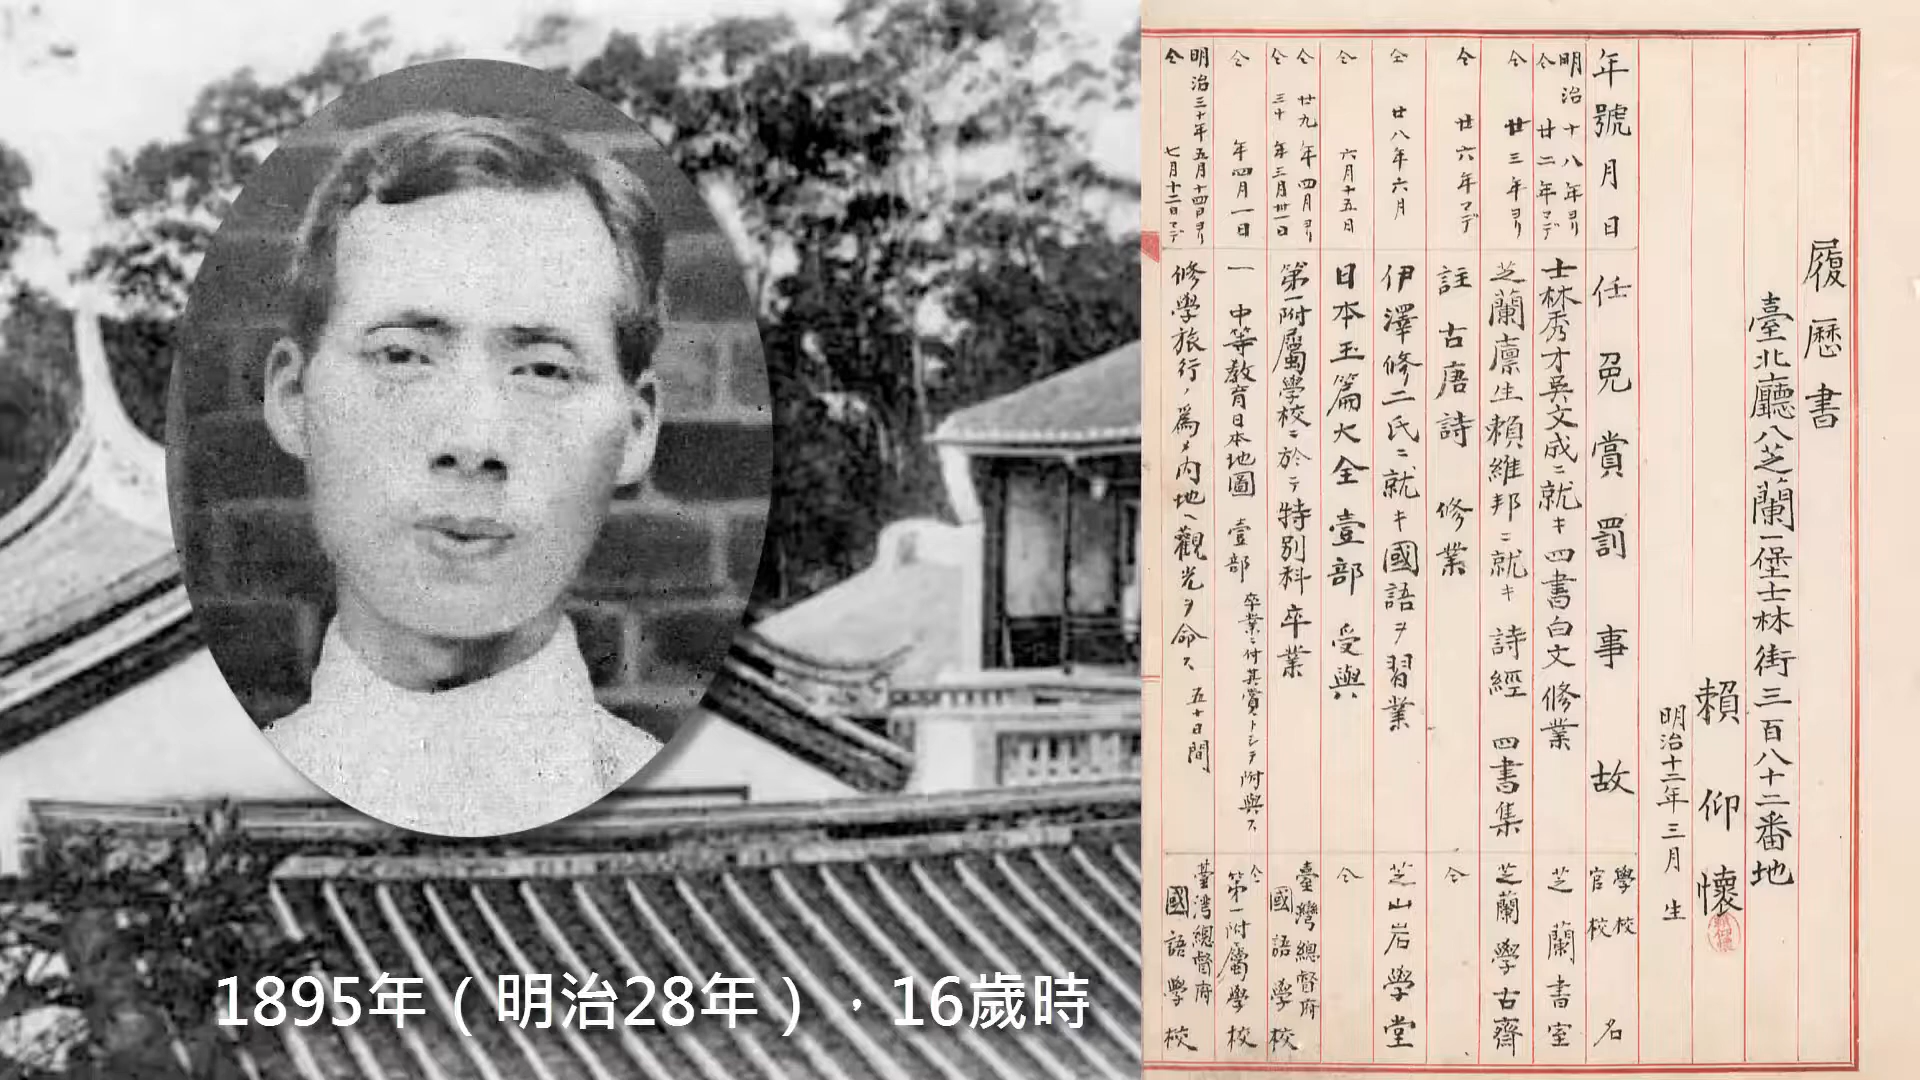 履歷書
臺北廳八芝蘭一堡士林街三百八十二番地
賴仰懷
明治十二年三月生
年號月日 任免賞罰事故 學校官校名
明治十八年ヨリ仝廿二年マデ 士林秀才吳文成ニ就キ四書白文修業 芝蘭書室
仝廿三年ヨリ 芝蘭廩生賴維邦ニ就キ詩經四書集 芝蘭學古齋
仝廿六年マデ 註古唐詩修業 仝
仝廿八年六月 伊澤修二氏ニ就キ國語ヲ習業 芝山岩學堂
仝六月十五日 日本玉篇大全壹部受與 仝
仝廿九年四月ヨリ仝三十年三月卅一日 第一附屬學校ニ於テ特別科卒業 臺灣總督府國語學校
仝年四月一日 一中等教育日本地圖壹部 卒業ニ付其賞トシテ附與ス 仝第一附屬學校
明治三十年五月十四日ヨリ仝七月十二日マデ 修學旅行,為メ內地ヘ觀光ヲ命ス五十日間 臺灣總督府國語學校
1895年（明治28年），16歲時